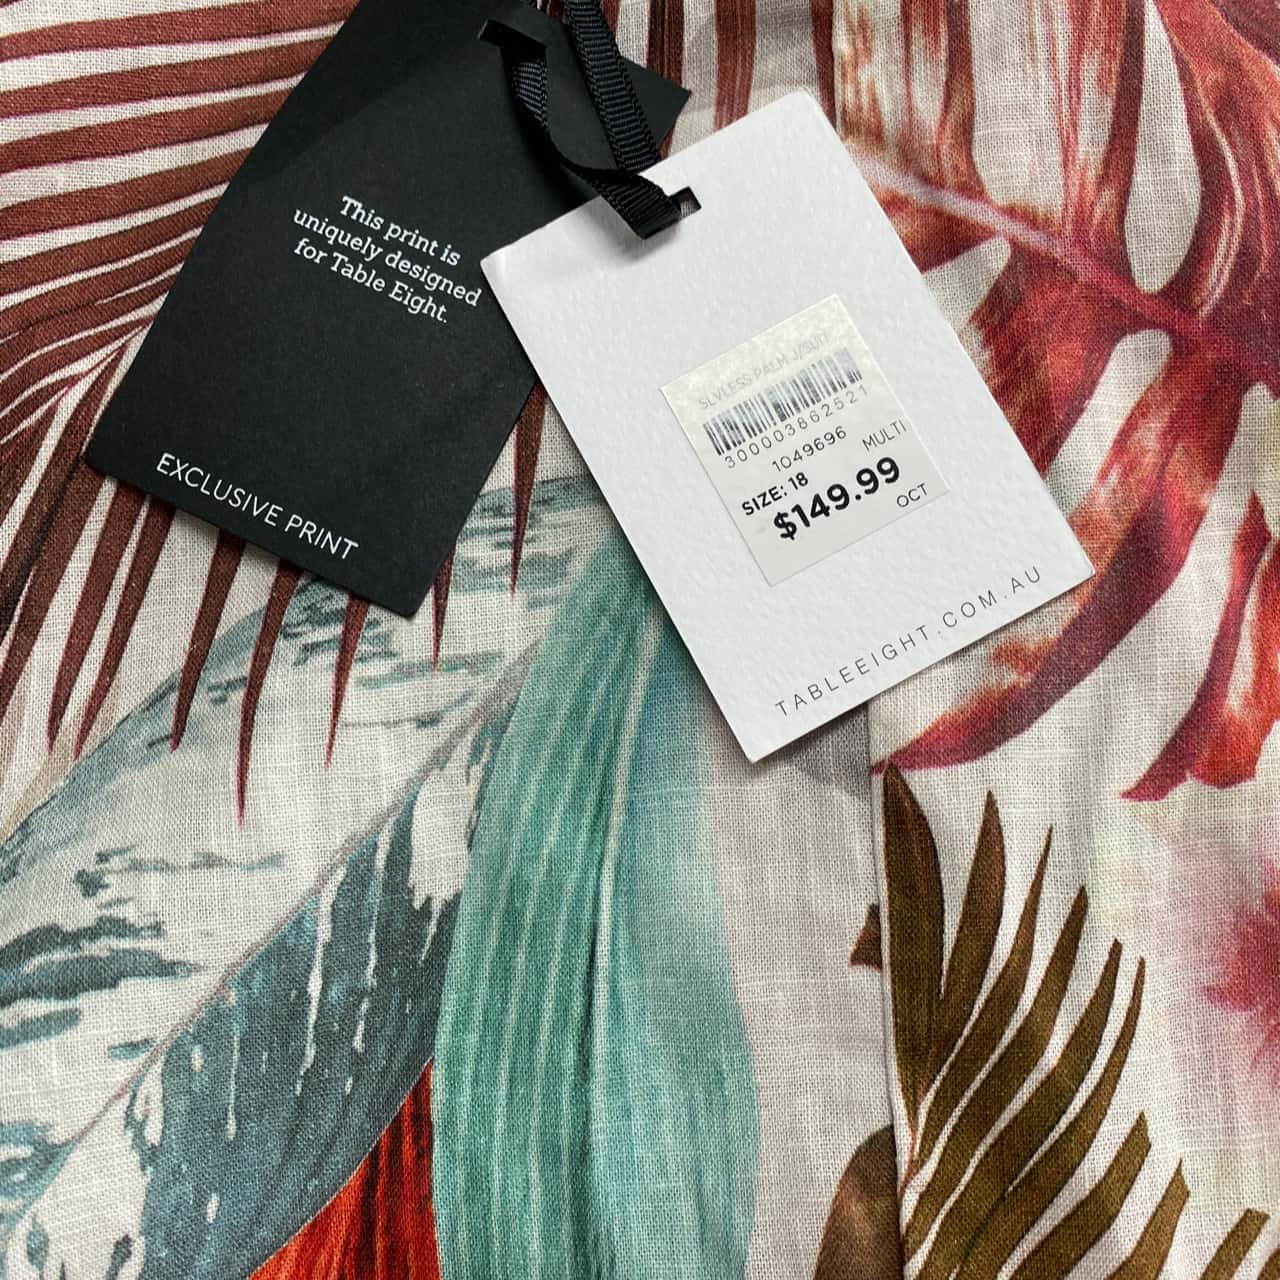 This print is
uniquely designed
for Table Eight.
EXCLUSIVE PRINT
SLVLESS PALM J/SUIT
300003862521
1049696 MULTI
SIZE: 18
$149.99
OCT
TABLEEIGHT.COM.AU